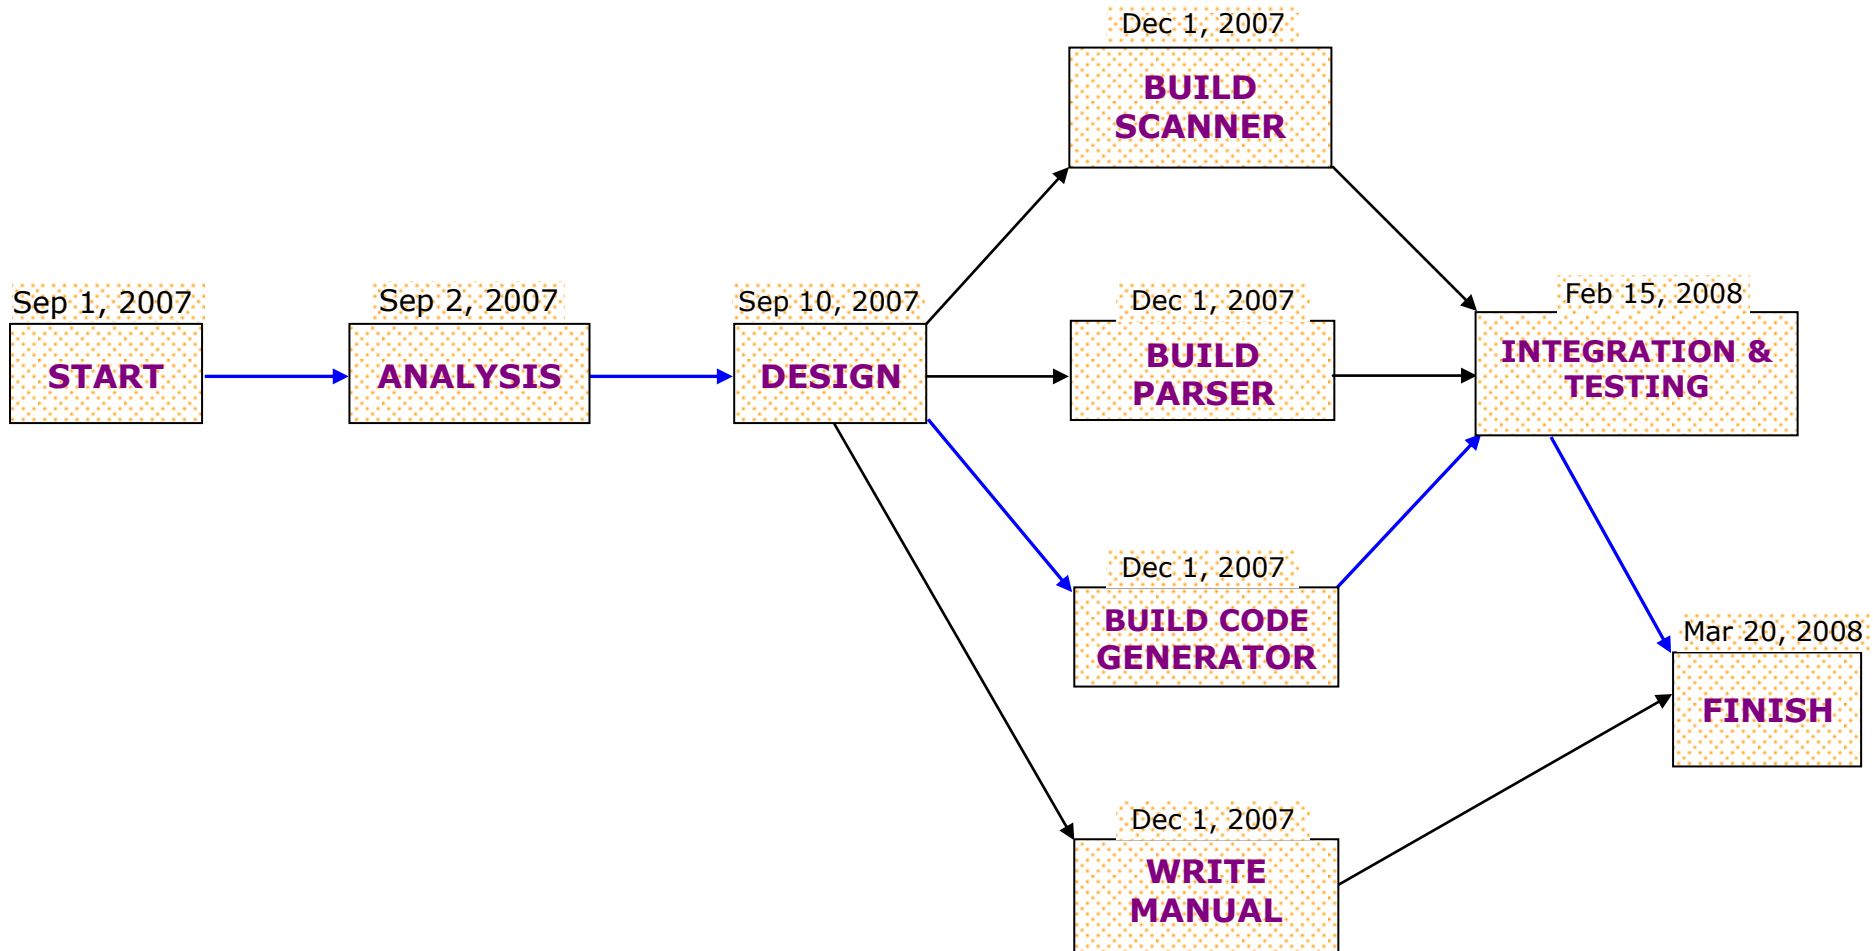 Dec 1, 2007
BUILD
SCANNER
Sep 1, 2007
START
Sep 2, 2007
ANALYSIS
Sep 10, 2007
DESIGN
Dec 1, 2007
BUILD
PARSER
Feb 15, 2008
INTEGRATION &
TESTING
Dec 1, 2007
BUILD CODE
GENERATOR
Mar 20, 2008
FINISH
Dec 1, 2007
WRITE
MANUAL